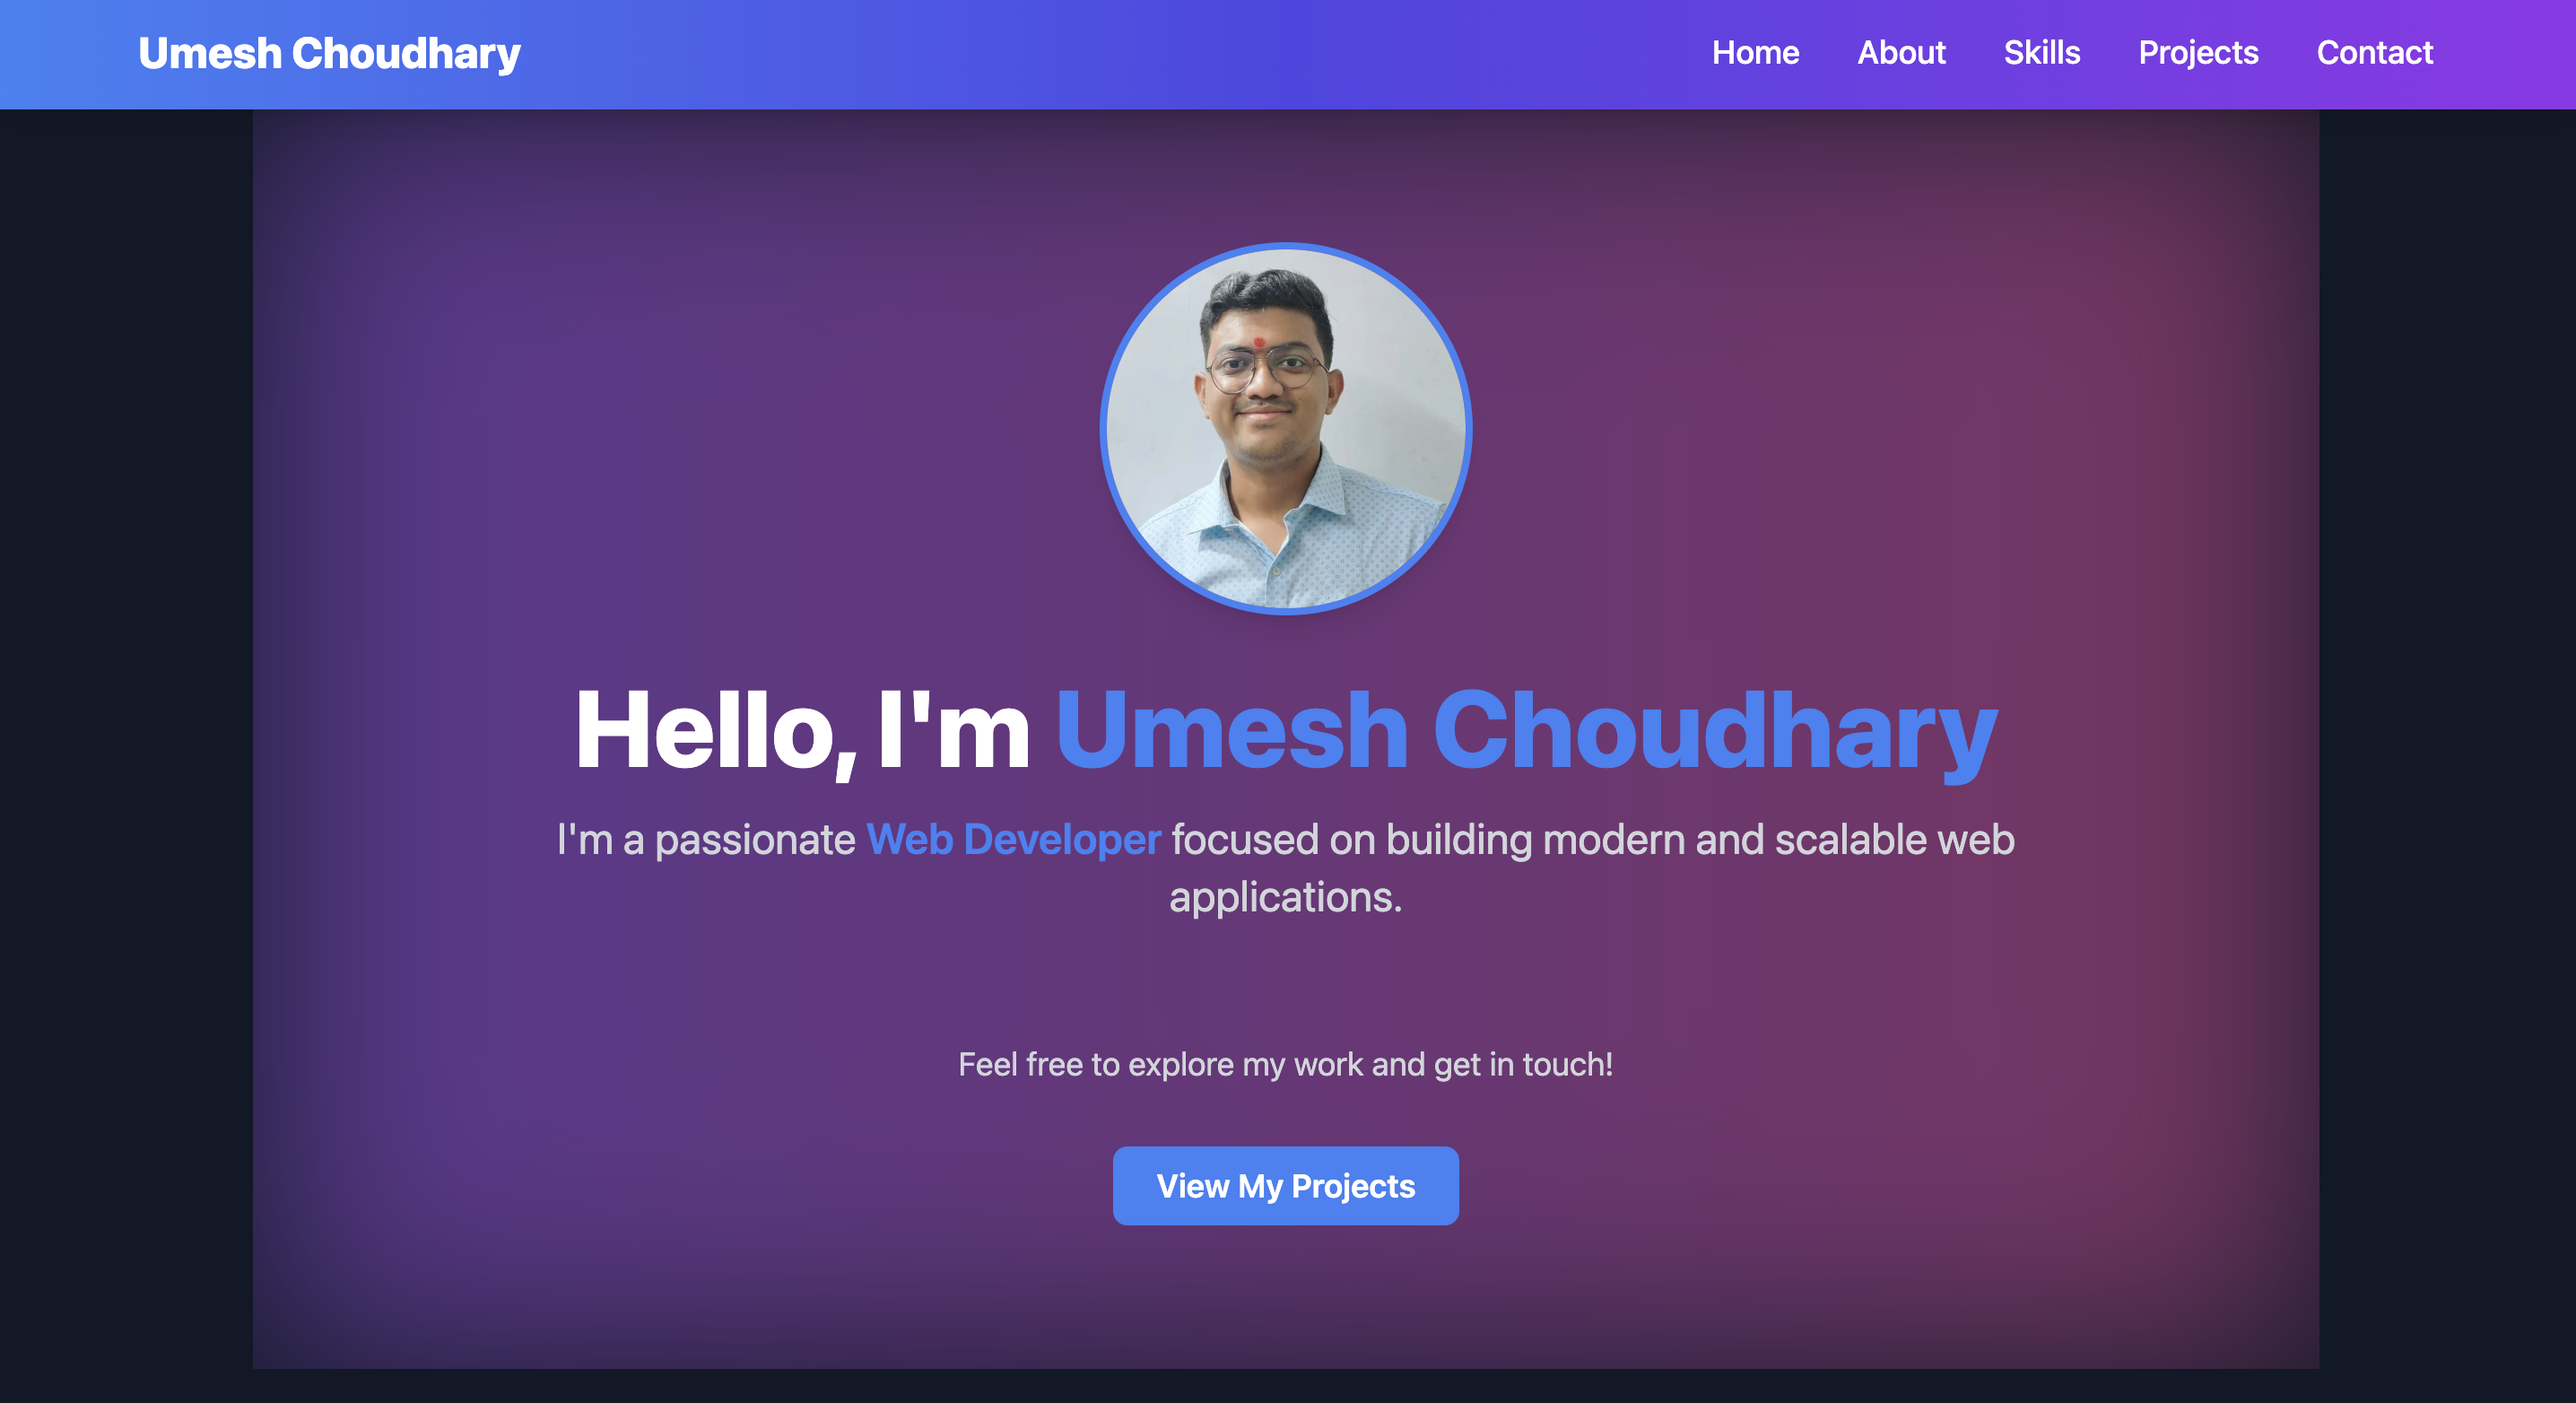 Umesh Choudhary
Home About Skills Projects Contact
Hello, I'm Umesh Choudhary
I'm a passionate Web Developer focused on building modern and scalable web
applications.
Feel free to explore my work and get in touch!
View My Projects